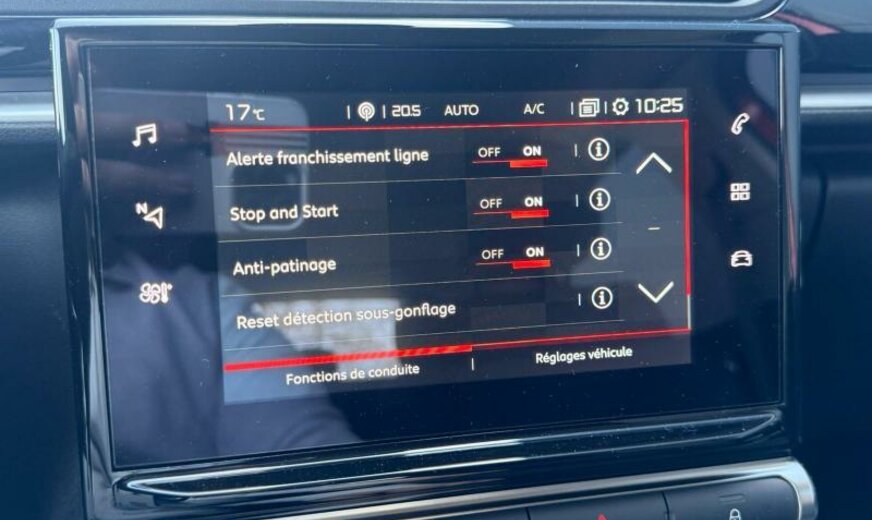 17°C | | 20.5 AUTO A/C | | 10:25
Alerte franchissement ligne OFF ON
Stop and Start OFF ON
Anti-patinage OFF ON
Reset détection sous-gonflage
Fonctions de conduite | Réglages véhicule
N